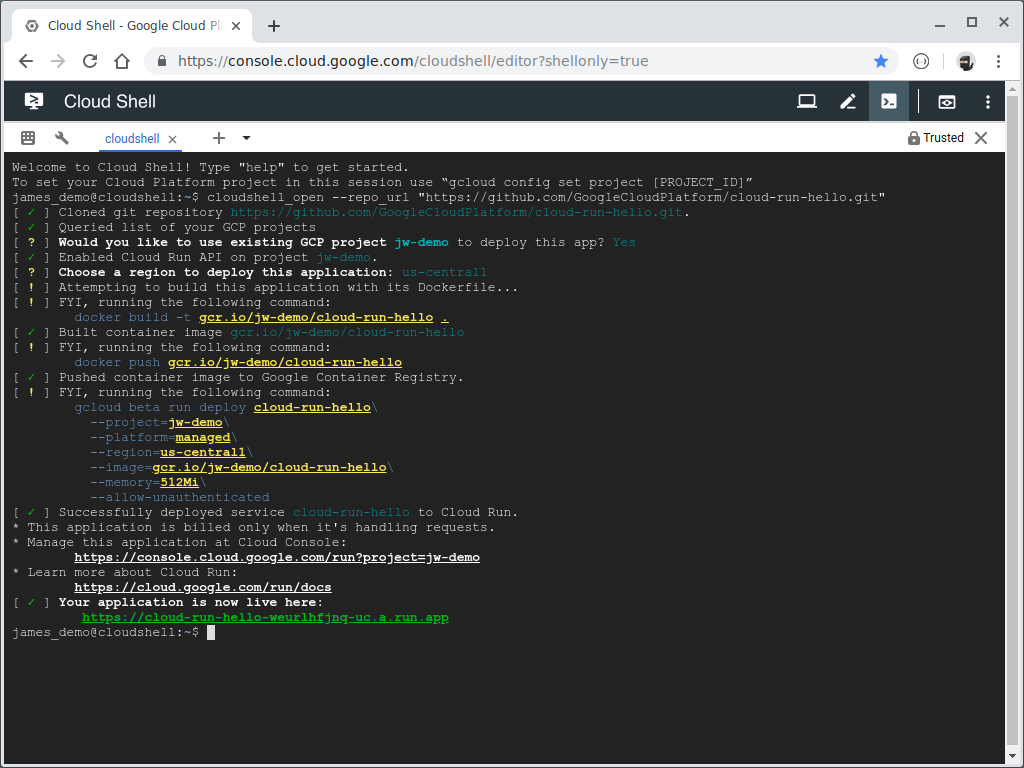 Cloud Shell - Google Cloud Pl
https://console.cloud.google.com/cloudshell/editor?shellonly=true
Cloud Shell
cloudshell
Trusted
Welcome to Cloud Shell! Type "help" to get started.
To set your Cloud Platform project in this session use “gcloud config set project [PROJECT_ID]”
james_demo@cloudshell:~$ cloudshell_open --repo_url "https://github.com/GoogleCloudPlatform/cloud-run-hello.git"
[ ✓ ] Cloned git repository https://github.com/GoogleCloudPlatform/cloud-run-hello.git.
[ ✓ ] Queried list of your GCP projects
[ ? ] Would you like to use existing GCP project jw-demo to deploy this app? Yes
[ ✓ ] Enabled Cloud Run API on project jw-demo.
[ ? ] Choose a region to deploy this application: us-central1
[ ! ] Attempting to build this application with its Dockerfile...
[ ! ] FYI, running the following command:
docker build -t gcr.io/jw-demo/cloud-run-hello .
[ ✓ ] Built container image gcr.io/jw-demo/cloud-run-hello
[ ! ] FYI, running the following command:
docker push gcr.io/jw-demo/cloud-run-hello
[ ✓ ] Pushed container image to Google Container Registry.
[ ! ] FYI, running the following command:
gcloud beta run deploy cloud-run-hello\
--project=jw-demo\
--platform=managed\
--region=us-central1\
--image=gcr.io/jw-demo/cloud-run-hello\
--memory=512Mi\
--allow-unauthenticated
[ ✓ ] Successfully deployed service cloud-run-hello to Cloud Run.
* This application is billed only when it's handling requests.
* Manage this application at Cloud Console:
https://console.cloud.google.com/run?project=jw-demo
* Learn more about Cloud Run:
https://cloud.google.com/run/docs
[ ✓ ] Your application is now live here:
https://cloud-run-hello-weur1hfjnq-uc.a.run.app
james_demo@cloudshell:~$